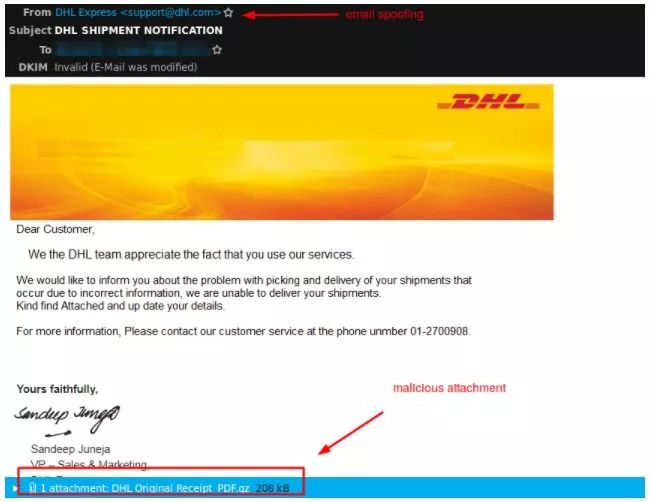 From DHL Express <support@dhl.com>
email spoofing
Subject DHL SHIPMENT NOTIFICATION
To
DKIM Invalid (E-Mail was modified)
DHL
Dear Customer,
We the DHL team appreciate the fact that you use our services.
We would like to inform you about the problem with picking and delivery of your shipments that
occur due to incorrect information, we are unable to deliver your shipments.
Kind find Attached and up date your details.
For more information, Please contact our customer service at the phone unmber 01-2700908.
Yours faithfully,
malicious attachment
Sandeep Juneja
Sandeep Juneja
VP – Sales & Marketing,
1 attachment: DHL Original Receipt_PDF.gz 208 kB